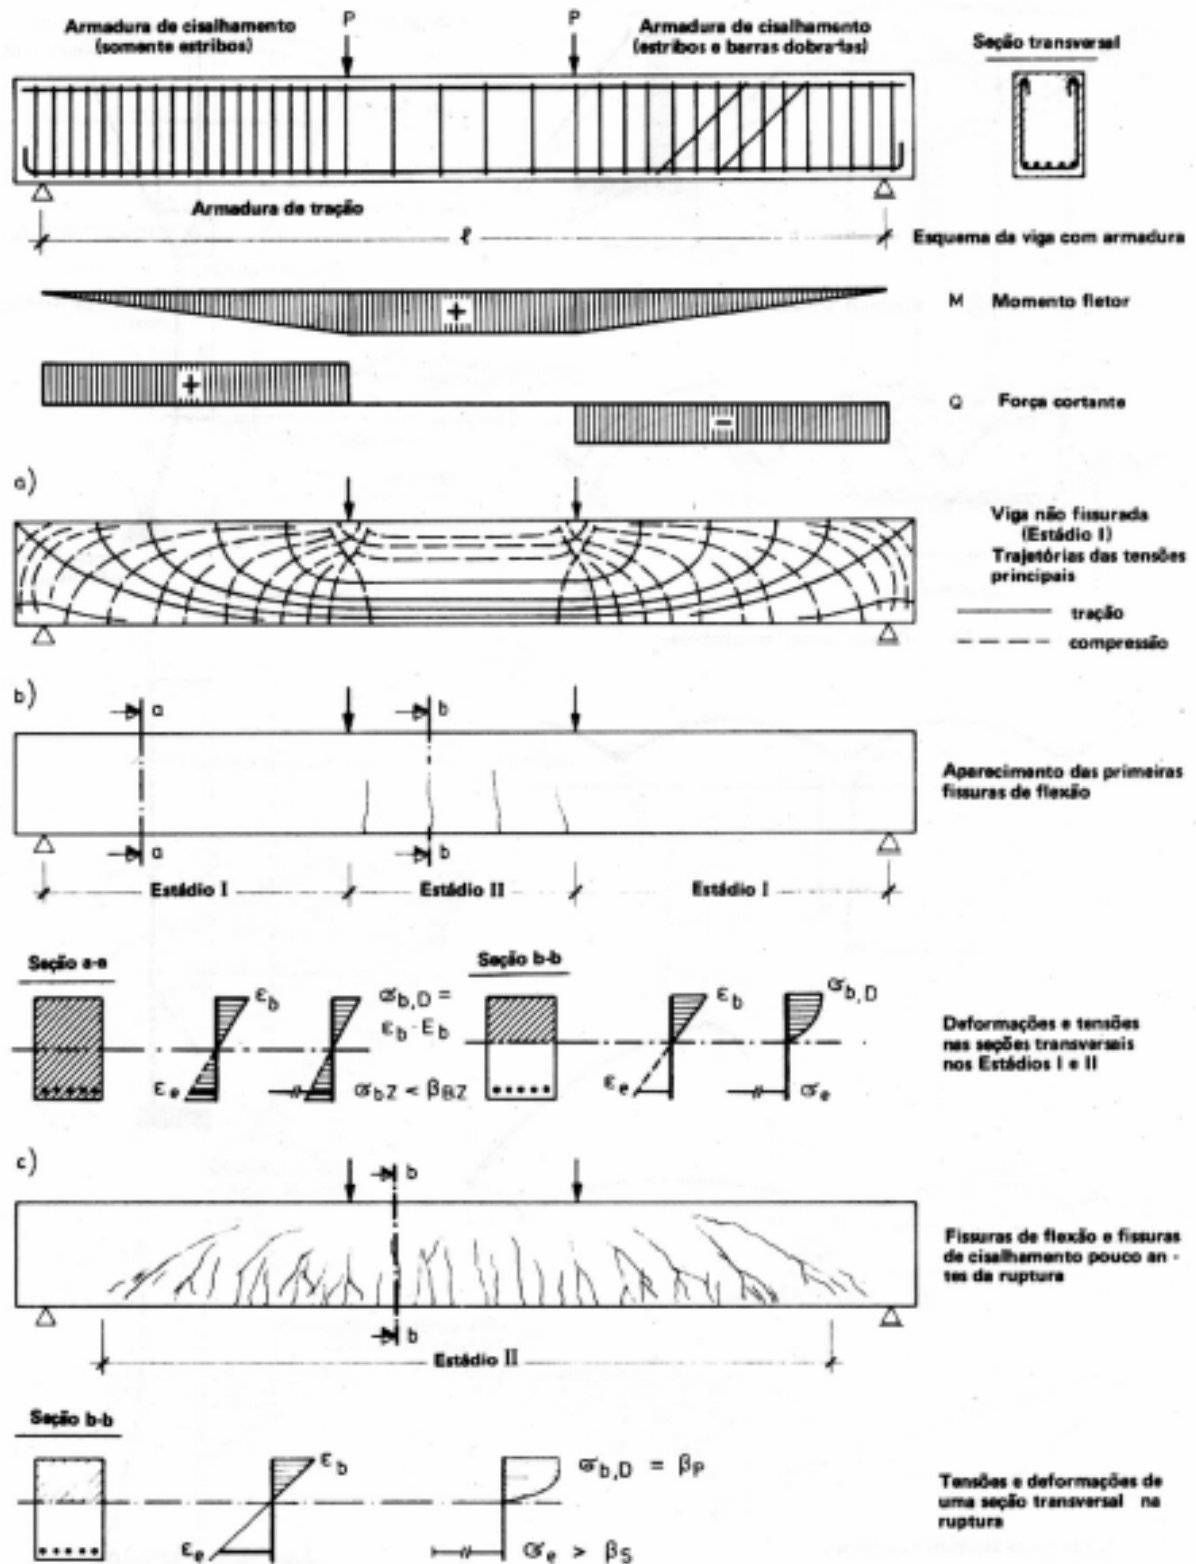 Armadura de cisalhamento
(somente estribos)
P
P
Armadura de cisalhamento
(estribos e barras dobradas)
Seção transversal
Armadura de tração
ℓ
Esquema da viga com armadura
+
M Momento fletor
+
−
Q Força cortante
a)
Viga não fissurada
(Estádio I)
Trajetórias das tensões
principais
tração
compressão
b)
a
b
Aparecimento das primeiras
fissuras de flexão
a
b
Estádio I
Estádio II
Estádio I
Seção a-a
εb
σb,D =
εb · Eb
εe
σbZ < βBZ
Seção b-b
εb
σb,D
εe
σe
Deformações e tensões
nas seções transversais
nos Estádios I e II
c)
b
Fissuras de flexão e fissuras
de cisalhamento pouco an -
tes da ruptura
b
Estádio II
Seção b-b
εb
σb,D = βP
εe
σe > βS
Tensões e deformações de
uma seção transversal na
ruptura